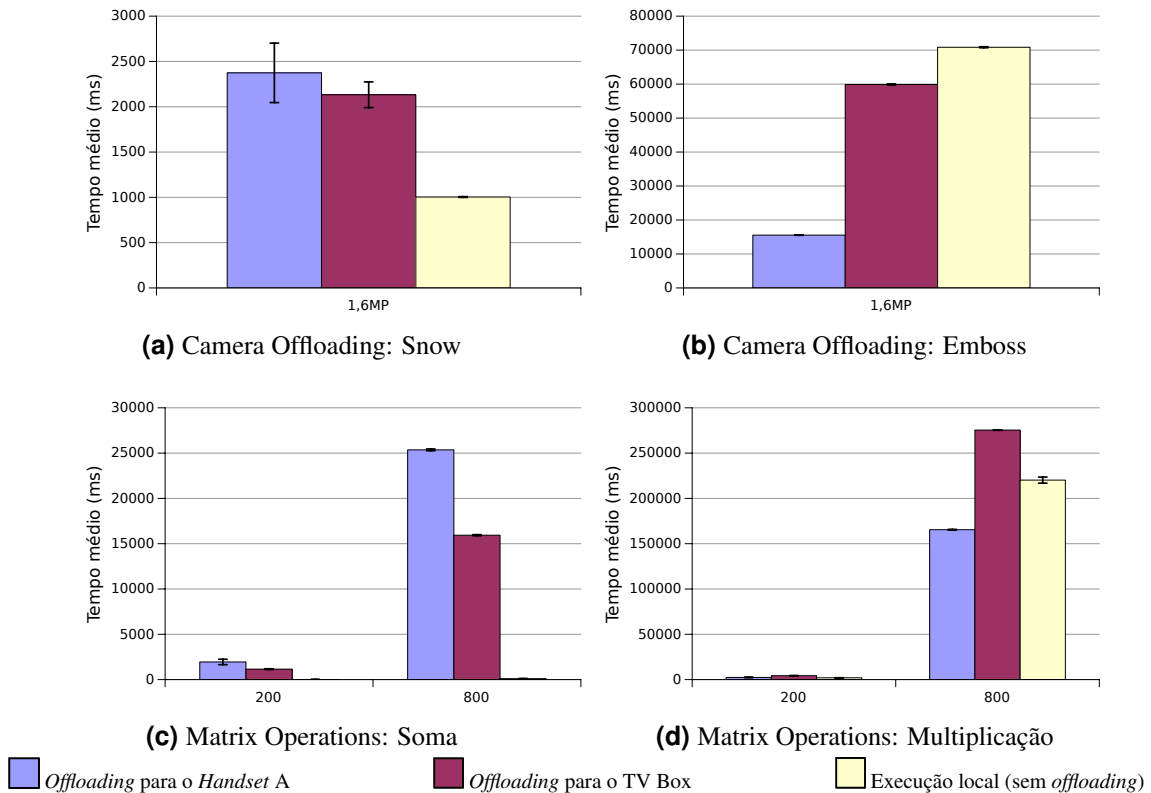 3000
2500
2000
1500
1000
500
0
Tempo médio (ms)
1,6MP
(a) Camera Offloading: Snow
80000
70000
60000
50000
40000
30000
20000
10000
0
Tempo médio (ms)
1,6MP
(b) Camera Offloading: Emboss
30000
25000
20000
15000
10000
5000
0
Tempo médio (ms)
200 800
(c) Matrix Operations: Soma
300000
250000
200000
150000
100000
50000
0
Tempo médio (ms)
200 800
(d) Matrix Operations: Multiplicação
Offloading para o Handset A
Offloading para o TV Box
Execução local (sem offloading)